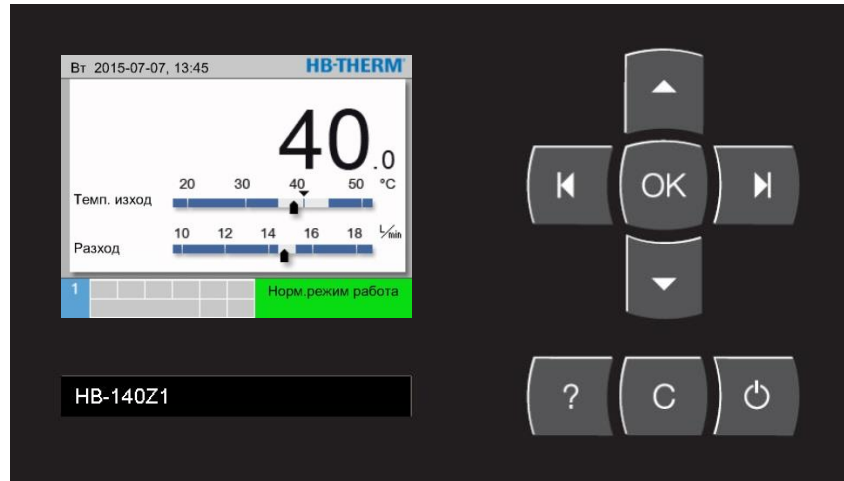 Вт 2015-07-07, 13:45 HB-THERM
40.0
20 30 40 50 °C
Темп. изход
10 12 14 16 18 L/min
Разход
1 Норм.режим работа
OK
HB-140Z1
? C